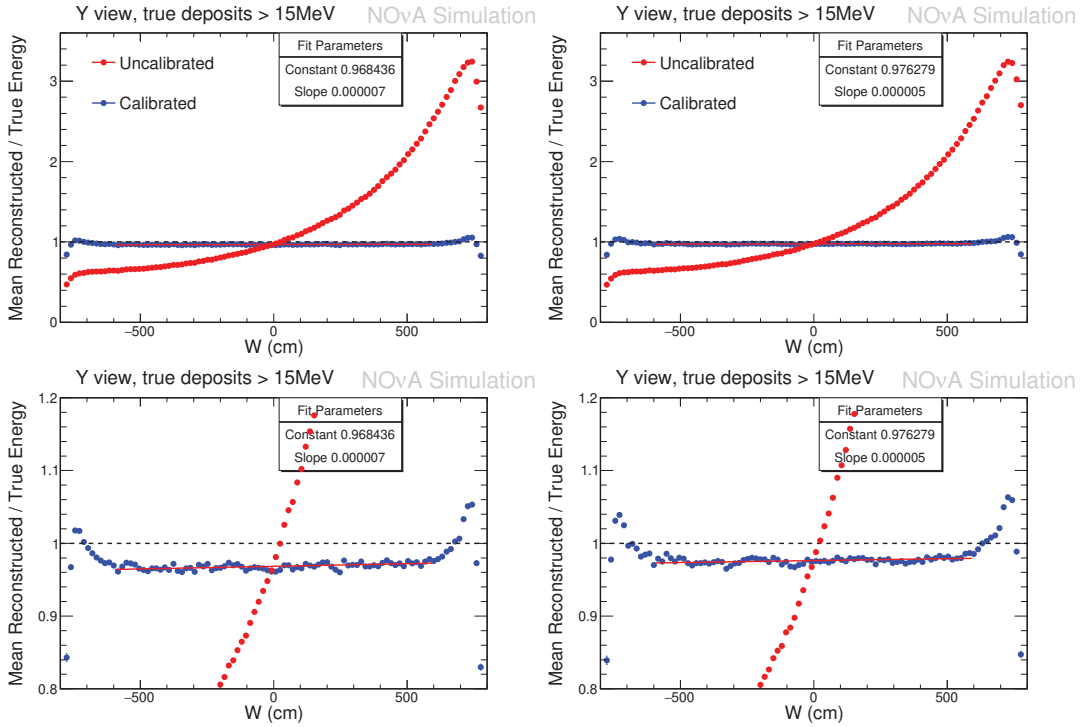 Y view, true deposits > 15MeV
NOνA Simulation
Mean Reconstructed / True Energy
3
2
1
0
Uncalibrated
Calibrated
Fit Parameters
Constant 0.968436
Slope 0.000007
−500
0
500
W (cm)
Y view, true deposits > 15MeV
NOνA Simulation
Mean Reconstructed / True Energy
3
2
1
0
Uncalibrated
Calibrated
Fit Parameters
Constant 0.976279
Slope 0.000005
−500
0
500
W (cm)
Y view, true deposits > 15MeV
NOνA Simulation
Mean Reconstructed / True Energy
1.2
1.1
1
0.9
0.8
Fit Parameters
Constant 0.968436
Slope 0.000007
−500
0
500
W (cm)
Y view, true deposits > 15MeV
NOνA Simulation
Mean Reconstructed / True Energy
1.2
1.1
1
0.9
0.8
Fit Parameters
Constant 0.976279
Slope 0.000005
−500
0
500
W (cm)